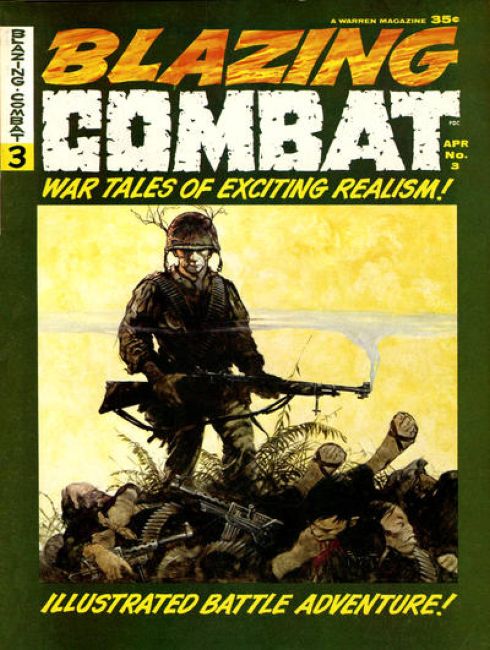 A WARREN MAGAZINE 35¢
BLAZING
COMBAT
PDC
APR
No.
3
WAR TALES OF EXCITING REALISM!
BLAZING·COMBAT
3
ILLUSTRATED BATTLE ADVENTURE!